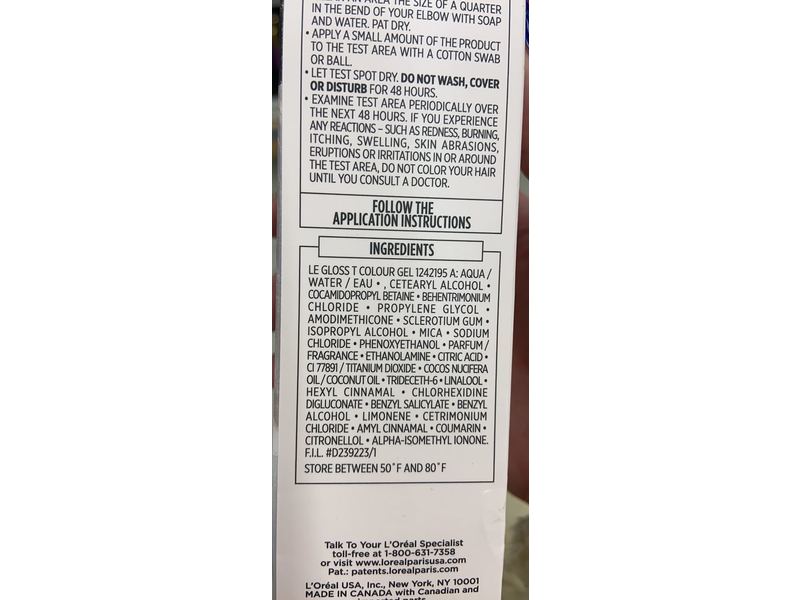 AN AREA THE SIZE OF A QUARTER
IN THE BEND OF YOUR ELBOW WITH SOAP
AND WATER. PAT DRY.
• APPLY A SMALL AMOUNT OF THE PRODUCT
TO THE TEST AREA WITH A COTTON SWAB
OR BALL.
• LET TEST SPOT DRY. DO NOT WASH, COVER
OR DISTURB FOR 48 HOURS.
• EXAMINE TEST AREA PERIODICALLY OVER
THE NEXT 48 HOURS. IF YOU EXPERIENCE
ANY REACTIONS – SUCH AS REDNESS, BURNING,
ITCHING, SWELLING, SKIN ABRASIONS,
ERUPTIONS OR IRRITATIONS IN OR AROUND
THE TEST AREA, DO NOT COLOR YOUR HAIR
UNTIL YOU CONSULT A DOCTOR.
FOLLOW THE
APPLICATION INSTRUCTIONS
INGREDIENTS
LE GLOSS T COLOUR GEL 1242195 A: AQUA /
WATER / EAU • , CETEARYL ALCOHOL •
COCAMIDOPROPYL BETAINE • BEHENTRIMONIUM
CHLORIDE • PROPYLENE GLYCOL •
AMODIMETHICONE • SCLEROTIUM GUM •
ISOPROPYL ALCOHOL • MICA • SODIUM
CHLORIDE • PHENOXYETHANOL • PARFUM /
FRAGRANCE • ETHANOLAMINE • CITRIC ACID •
CI 77891 / TITANIUM DIOXIDE • COCOS NUCIFERA
OIL / COCONUT OIL • TRIDECETH-6 • LINALOOL •
HEXYL CINNAMAL • CHLORHEXIDINE
DIGLUCONATE • BENZYL SALICYLATE • BENZYL
ALCOHOL • LIMONENE • CETRIMONIUM
CHLORIDE • AMYL CINNAMAL • COUMARIN •
CITRONELLOL • ALPHA-ISOMETHYL IONONE.
F.I.L. #D239223/1
STORE BETWEEN 50˚F AND 80˚F
Talk To Your L'Oréal Specialist
toll-free at 1-800-631-7358
or visit www.lorealparisusa.com
Pat.: patents.lorealparis.com.
L'Oréal USA, Inc., New York, NY 10001
MADE IN CANADA with Canadian and
imported parts